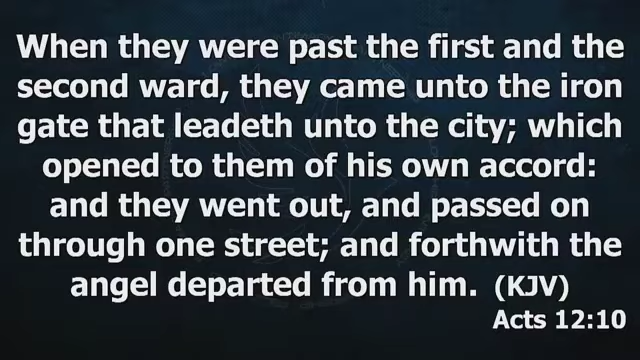 When they were past the first and the
second ward, they came unto the iron
gate that leadeth unto the city; which
opened to them of his own accord:
and they went out, and passed on
through one street; and forthwith the
angel departed from him. (KJV)
Acts 12:10